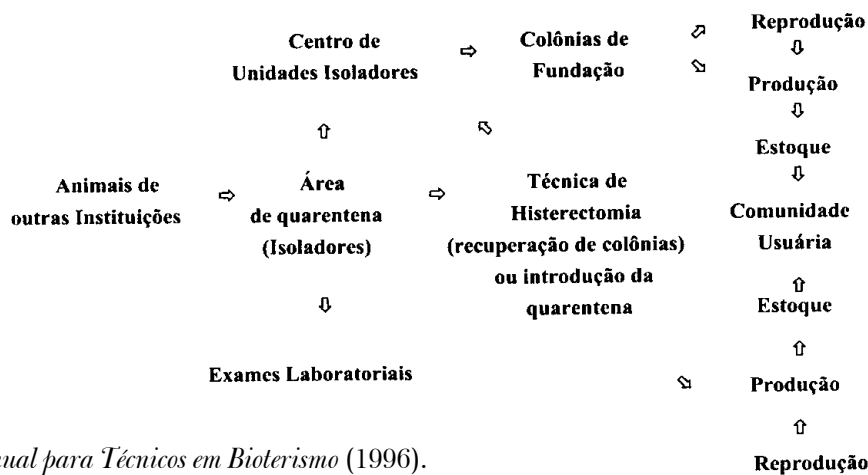 Centro de
Unidades Isoladores
⇨
Colônias de
Fundação
Reprodução
⇩
Produção
⇩
Estoque
⇩
Comunidade
Usuária
⇧
Estoque
⇧
Produção
⇧
Reprodução
Animais de
outras Instituições
⇨
Área
de quarentena
(Isoladores)
⇨
Técnica de
Histerectomia
(recuperação de colônias)
ou introdução da
quarentena
Exames Laboratoriais
para Técnicos em Bioterismo (1996).